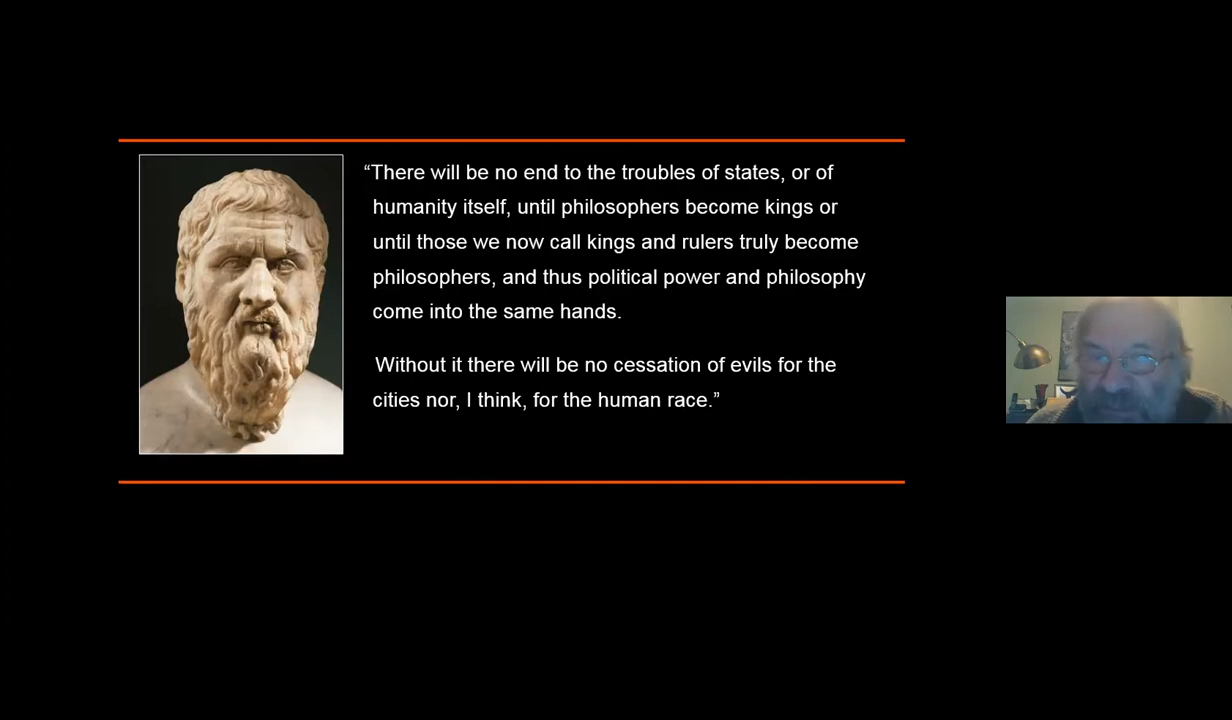 “There will be no end to the troubles of states, or of
humanity itself, until philosophers become kings or
until those we now call kings and rulers truly become
philosophers, and thus political power and philosophy
come into the same hands.
Without it there will be no cessation of evils for the
cities nor, I think, for the human race.”